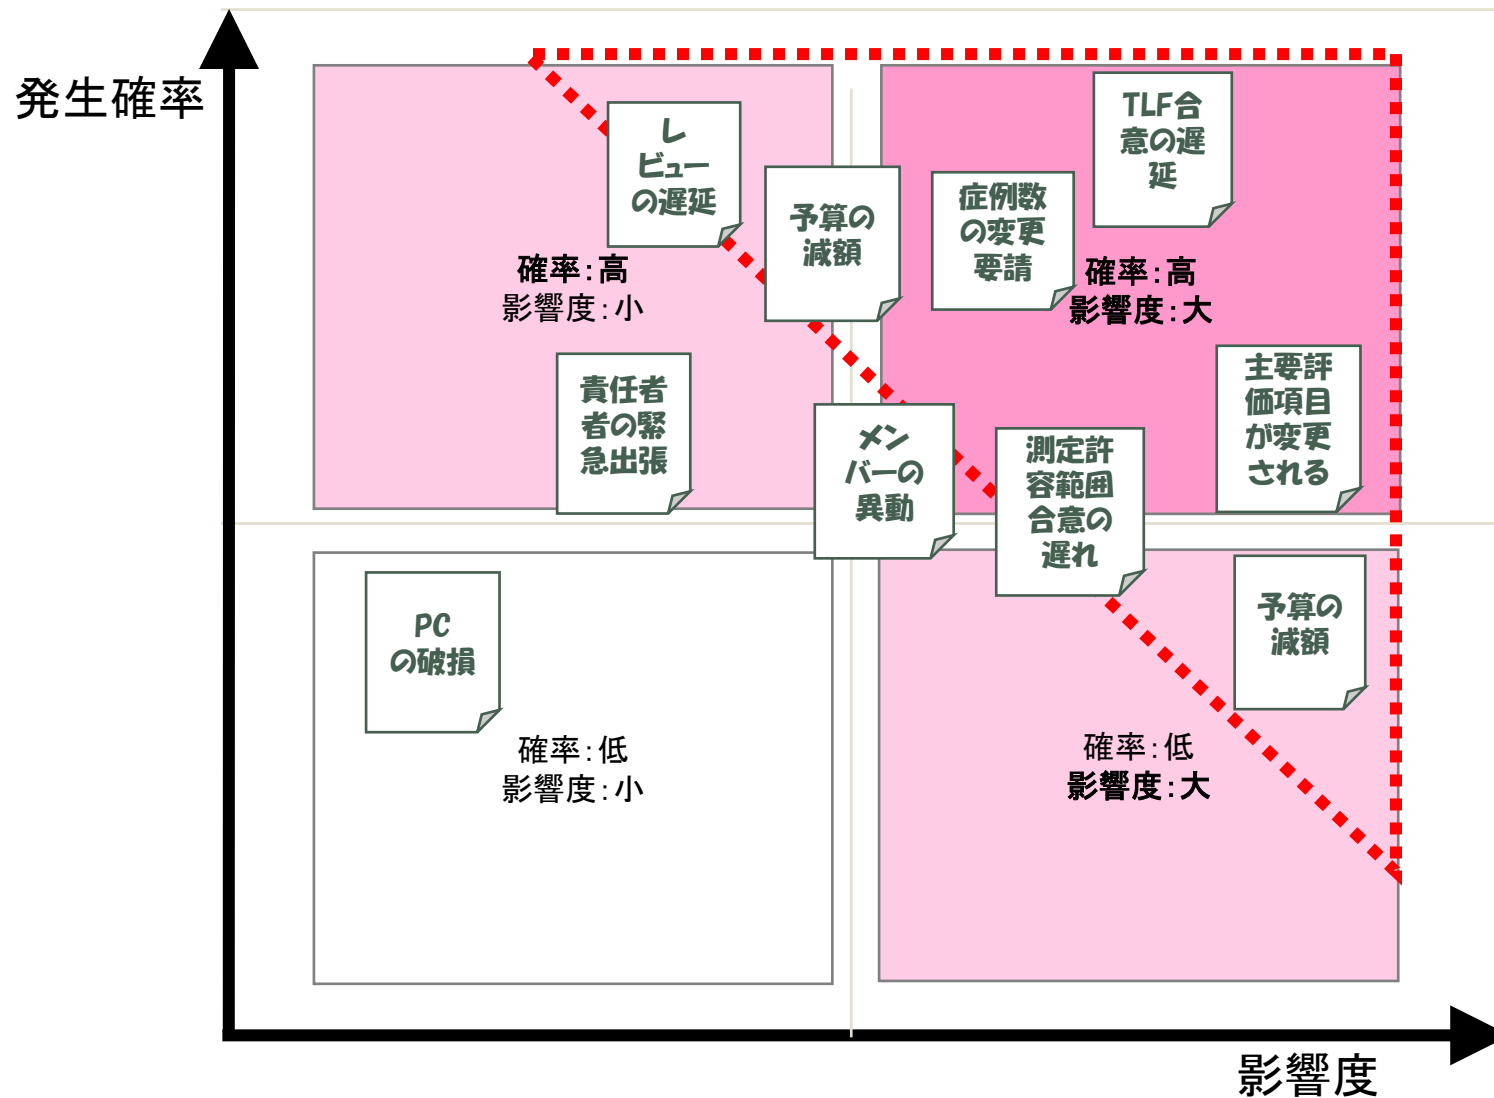 発生確率
レ
ビュー
の遅延
予算の
減額
症例数
の変更
要請
TLF合
意の遅
延
確率:高
影響度:小
確率:高
影響度:大
責任者
者の緊
急出張
メン
バーの
異動
測定許
容範囲
合意の
遅れ
主要評
価項目
が変更
される
PC
の破損
予算の
減額
確率:低
影響度:小
確率:低
影響度:大
影響度